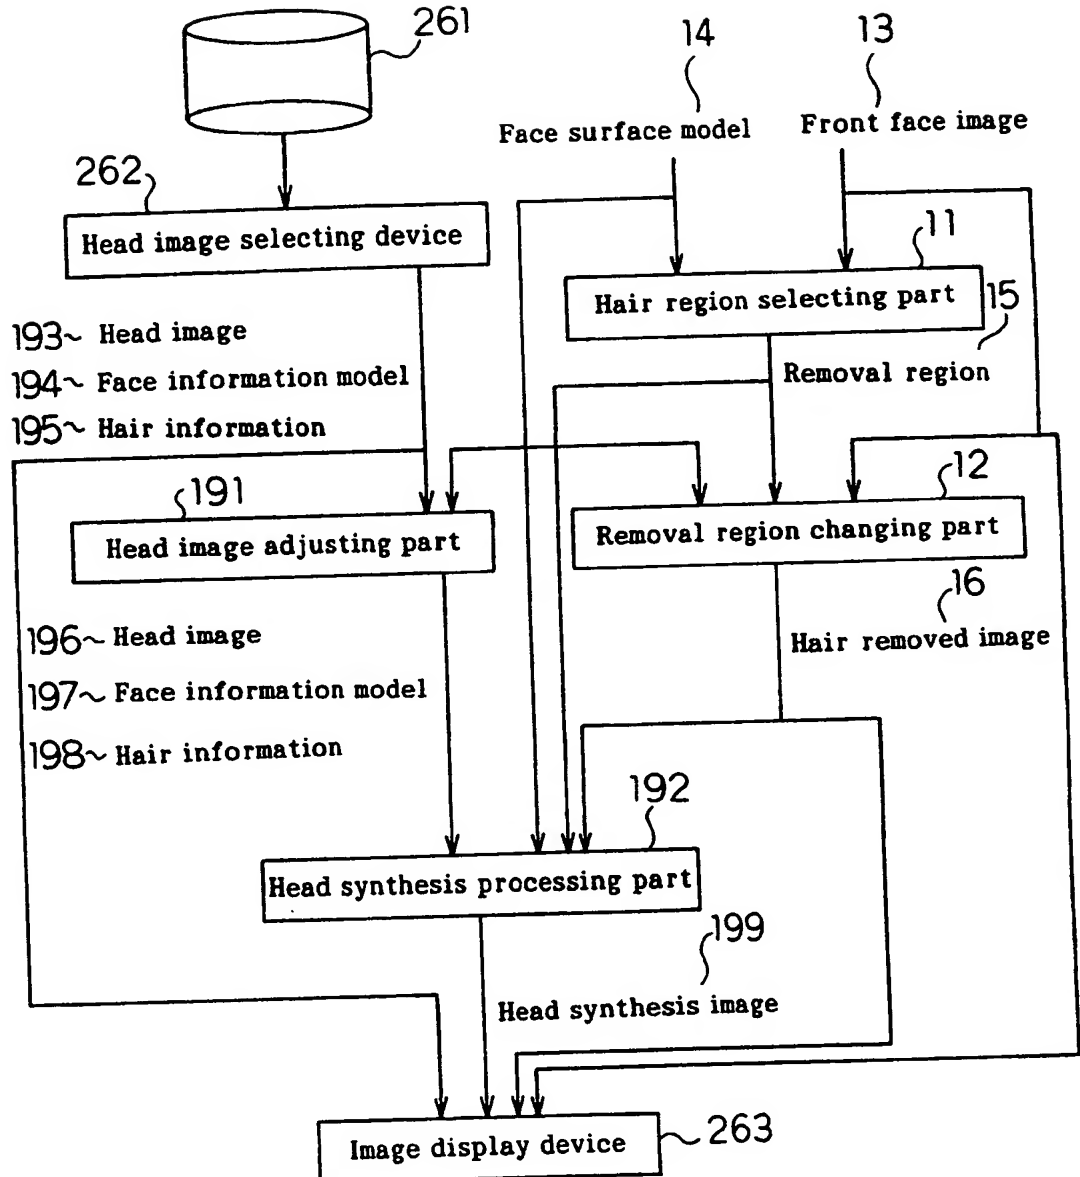 261
14
13
Face surface model
Front face image
262
Head image selecting device
11
Hair region selecting part
15
193~ Head image
Removal region
194~ Face information model
195~ Hair information
191
12
Head image adjusting part
Removal region changing part
16
196~ Head image
Hair removed image
197~ Face information model
198~ Hair information
192
Head synthesis processing part
199
Head synthesis image
Image display device
263